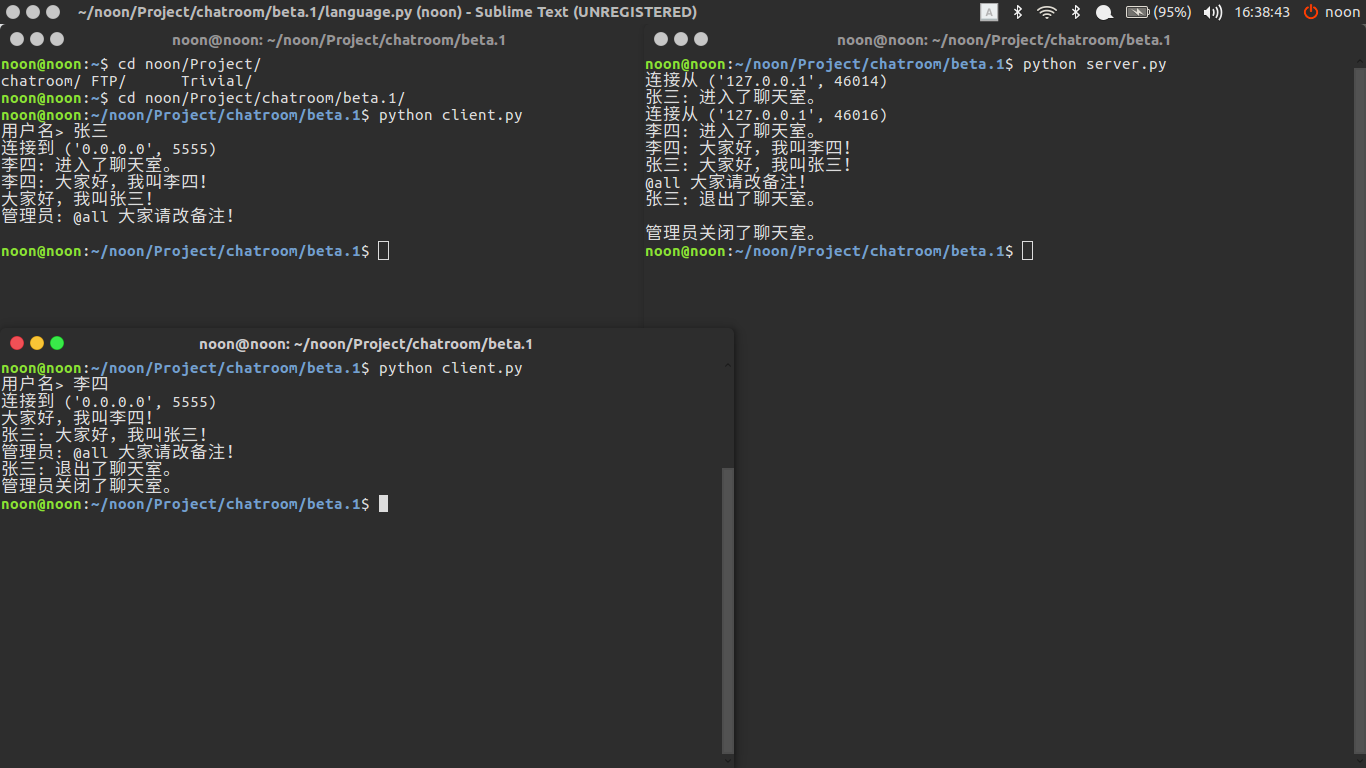 ~/noon/Project/chatroom/beta.1/language.py (noon) - Sublime Text (UNREGISTERED)
A
(95%)
16:38:43
noon
noon@noon: ~/noon/Project/chatroom/beta.1
noon@noon:~$ cd noon/Project/
chatroom/ FTP/      Trivial/
noon@noon:~$ cd noon/Project/chatroom/beta.1/
noon@noon:~/noon/Project/chatroom/beta.1$ python client.py
用户名> 张三
连接到 ('0.0.0.0', 5555)
李四: 进入了聊天室。
李四: 大家好，我叫李四！
大家好，我叫张三！
管理员: @all 大家请改备注！
noon@noon:~/noon/Project/chatroom/beta.1$
noon@noon: ~/noon/Project/chatroom/beta.1
noon@noon:~/noon/Project/chatroom/beta.1$ python server.py
连接从 ('127.0.0.1', 46014)
张三: 进入了聊天室。
连接从 ('127.0.0.1', 46016)
李四: 进入了聊天室。
李四: 大家好，我叫李四！
张三: 大家好，我叫张三！
@all 大家请改备注！
张三: 退出了聊天室。
管理员关闭了聊天室。
noon@noon:~/noon/Project/chatroom/beta.1$
noon@noon: ~/noon/Project/chatroom/beta.1
noon@noon:~/noon/Project/chatroom/beta.1$ python client.py
用户名> 李四
连接到 ('0.0.0.0', 5555)
大家好，我叫李四！
张三: 大家好，我叫张三！
管理员: @all 大家请改备注！
张三: 退出了聊天室。
管理员关闭了聊天室。
noon@noon:~/noon/Project/chatroom/beta.1$